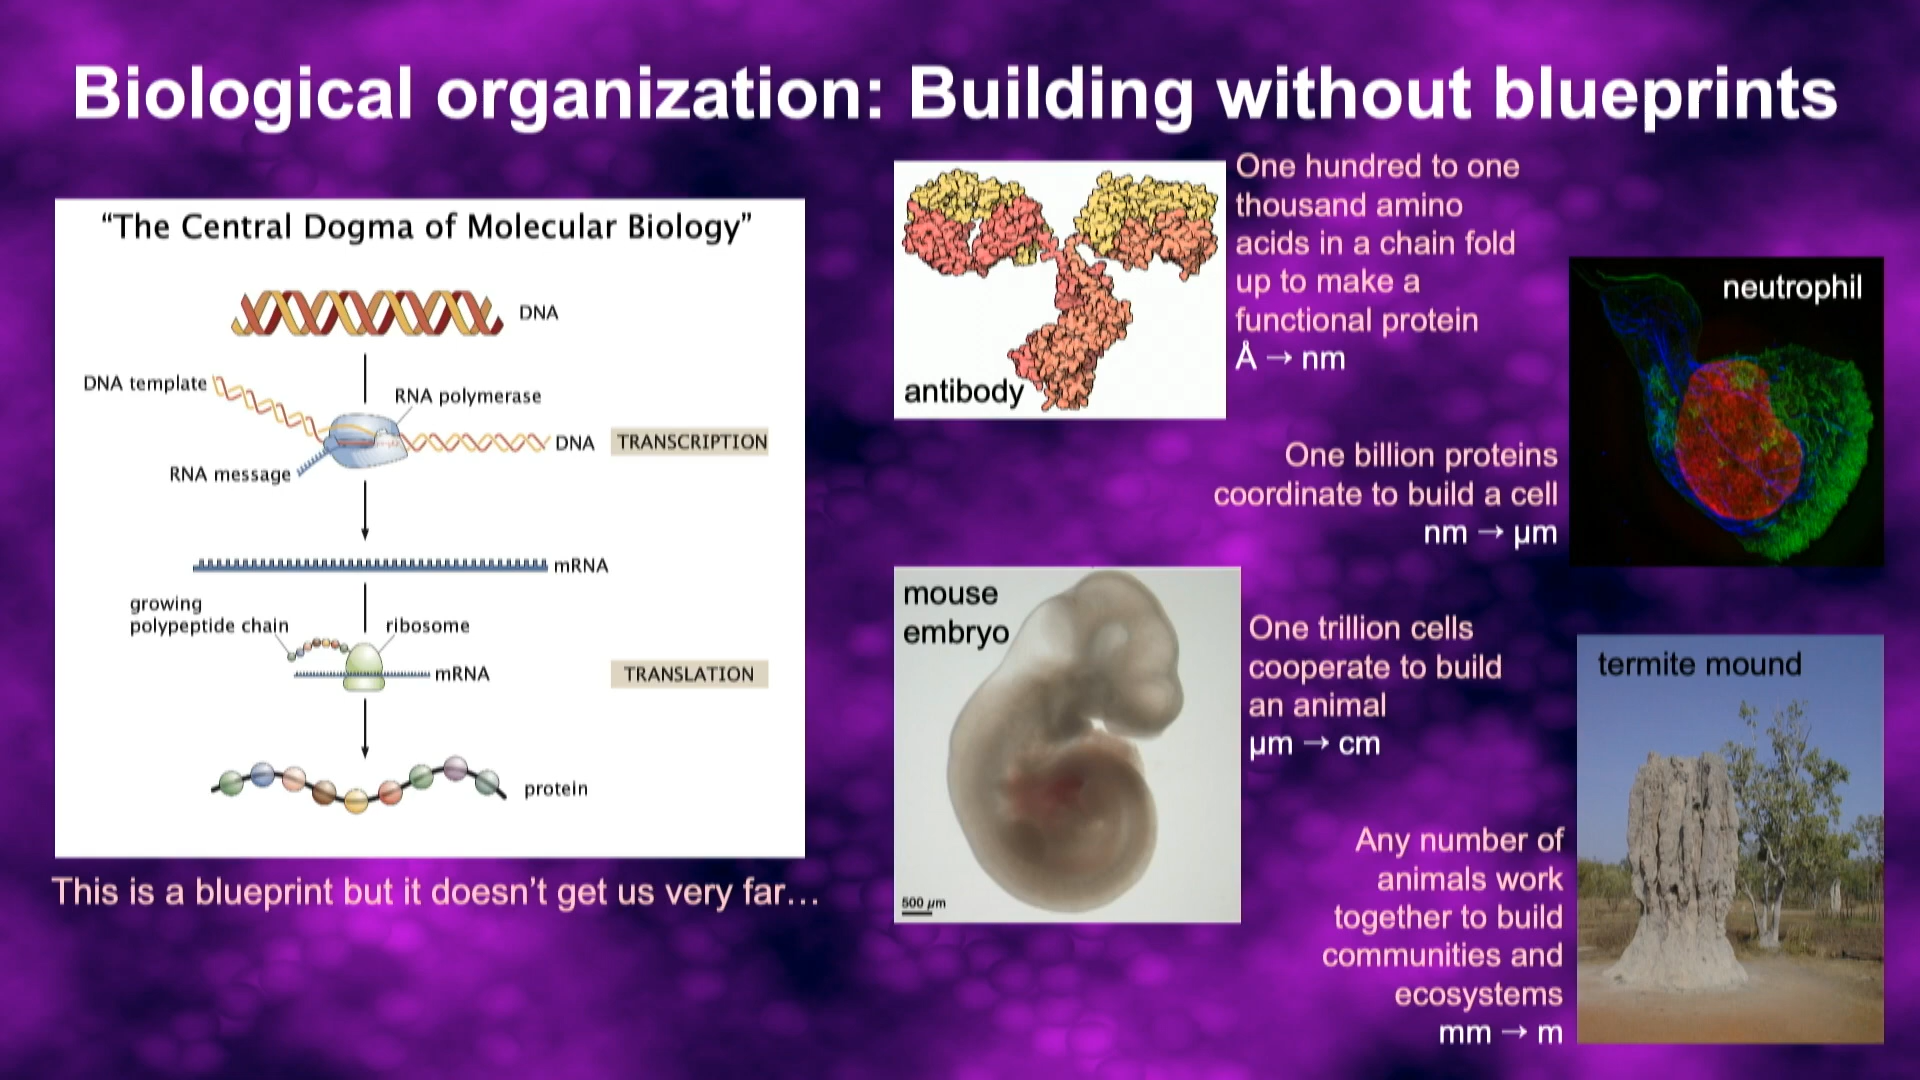 Biological organization: Building without blueprints
“The Central Dogma of Molecular Biology”
DNA
DNA template
RNA polymerase
DNA
TRANSCRIPTION
RNA message
mRNA
growing
polypeptide chain
ribosome
mRNA
TRANSLATION
protein
This is a blueprint but it doesn’t get us very far…
antibody
One hundred to one
thousand amino
acids in a chain fold
up to make a
functional protein
Å → nm
neutrophil
One billion proteins
coordinate to build a cell
nm → µm
mouse
embryo
500 µm
One trillion cells
cooperate to build
an animal
µm → cm
termite mound
Any number of
animals work
together to build
communities and
ecosystems
mm → m